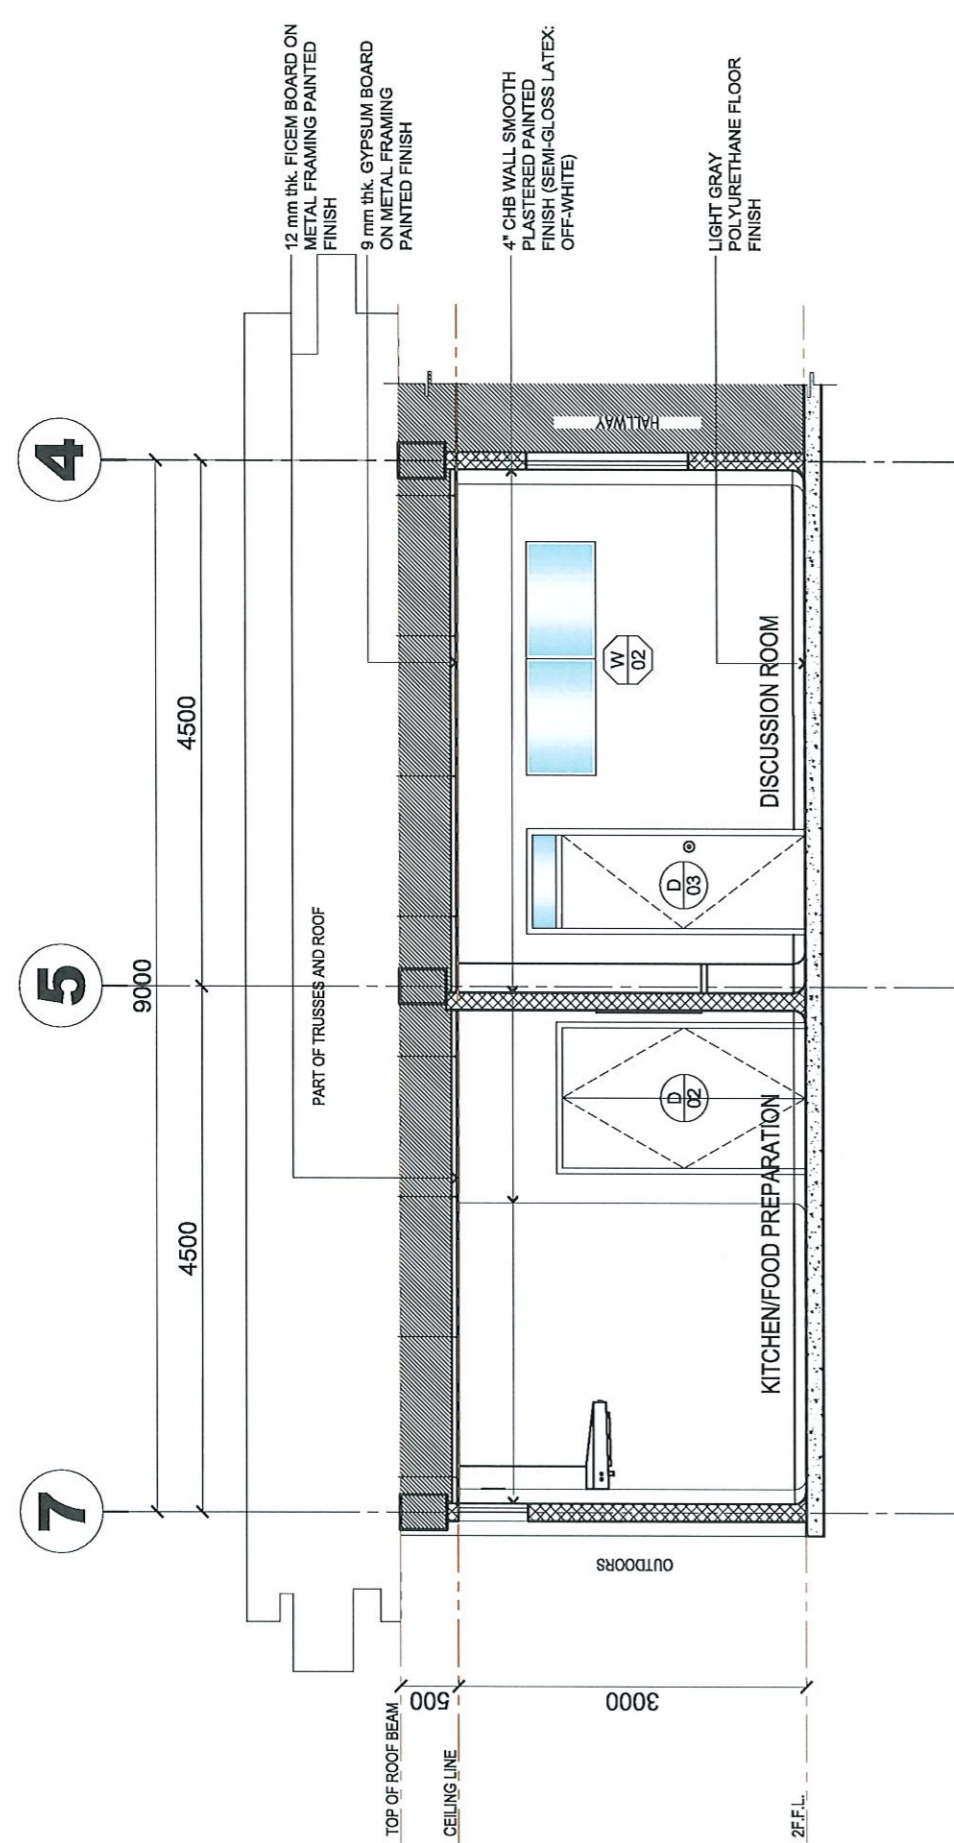 7
5
4
9000
4500
4500
12 mm thk. FICEM BOARD ON
METAL FRAMING PAINTED
FINISH
9 mm thk. GYPSUM BOARD
ON METAL FRAMING
PAINTED FINISH
4" CHB WALL SMOOTH
PLASTERED PAINTED
FINISH (SEMI-GLOSS LATEX:
OFF-WHITE)
LIGHT GRAY
POLYURETHANE FLOOR
FINISH
PART OF TRUSSES AND ROOF
TOP OF ROOF BEAM
500
CEILING LINE
3000
2F.F.L.
OUTDOORS
KITCHEN/FOOD PREPARATION
D
02
D
03
W
02
DISCUSSION ROOM
HALLWAY